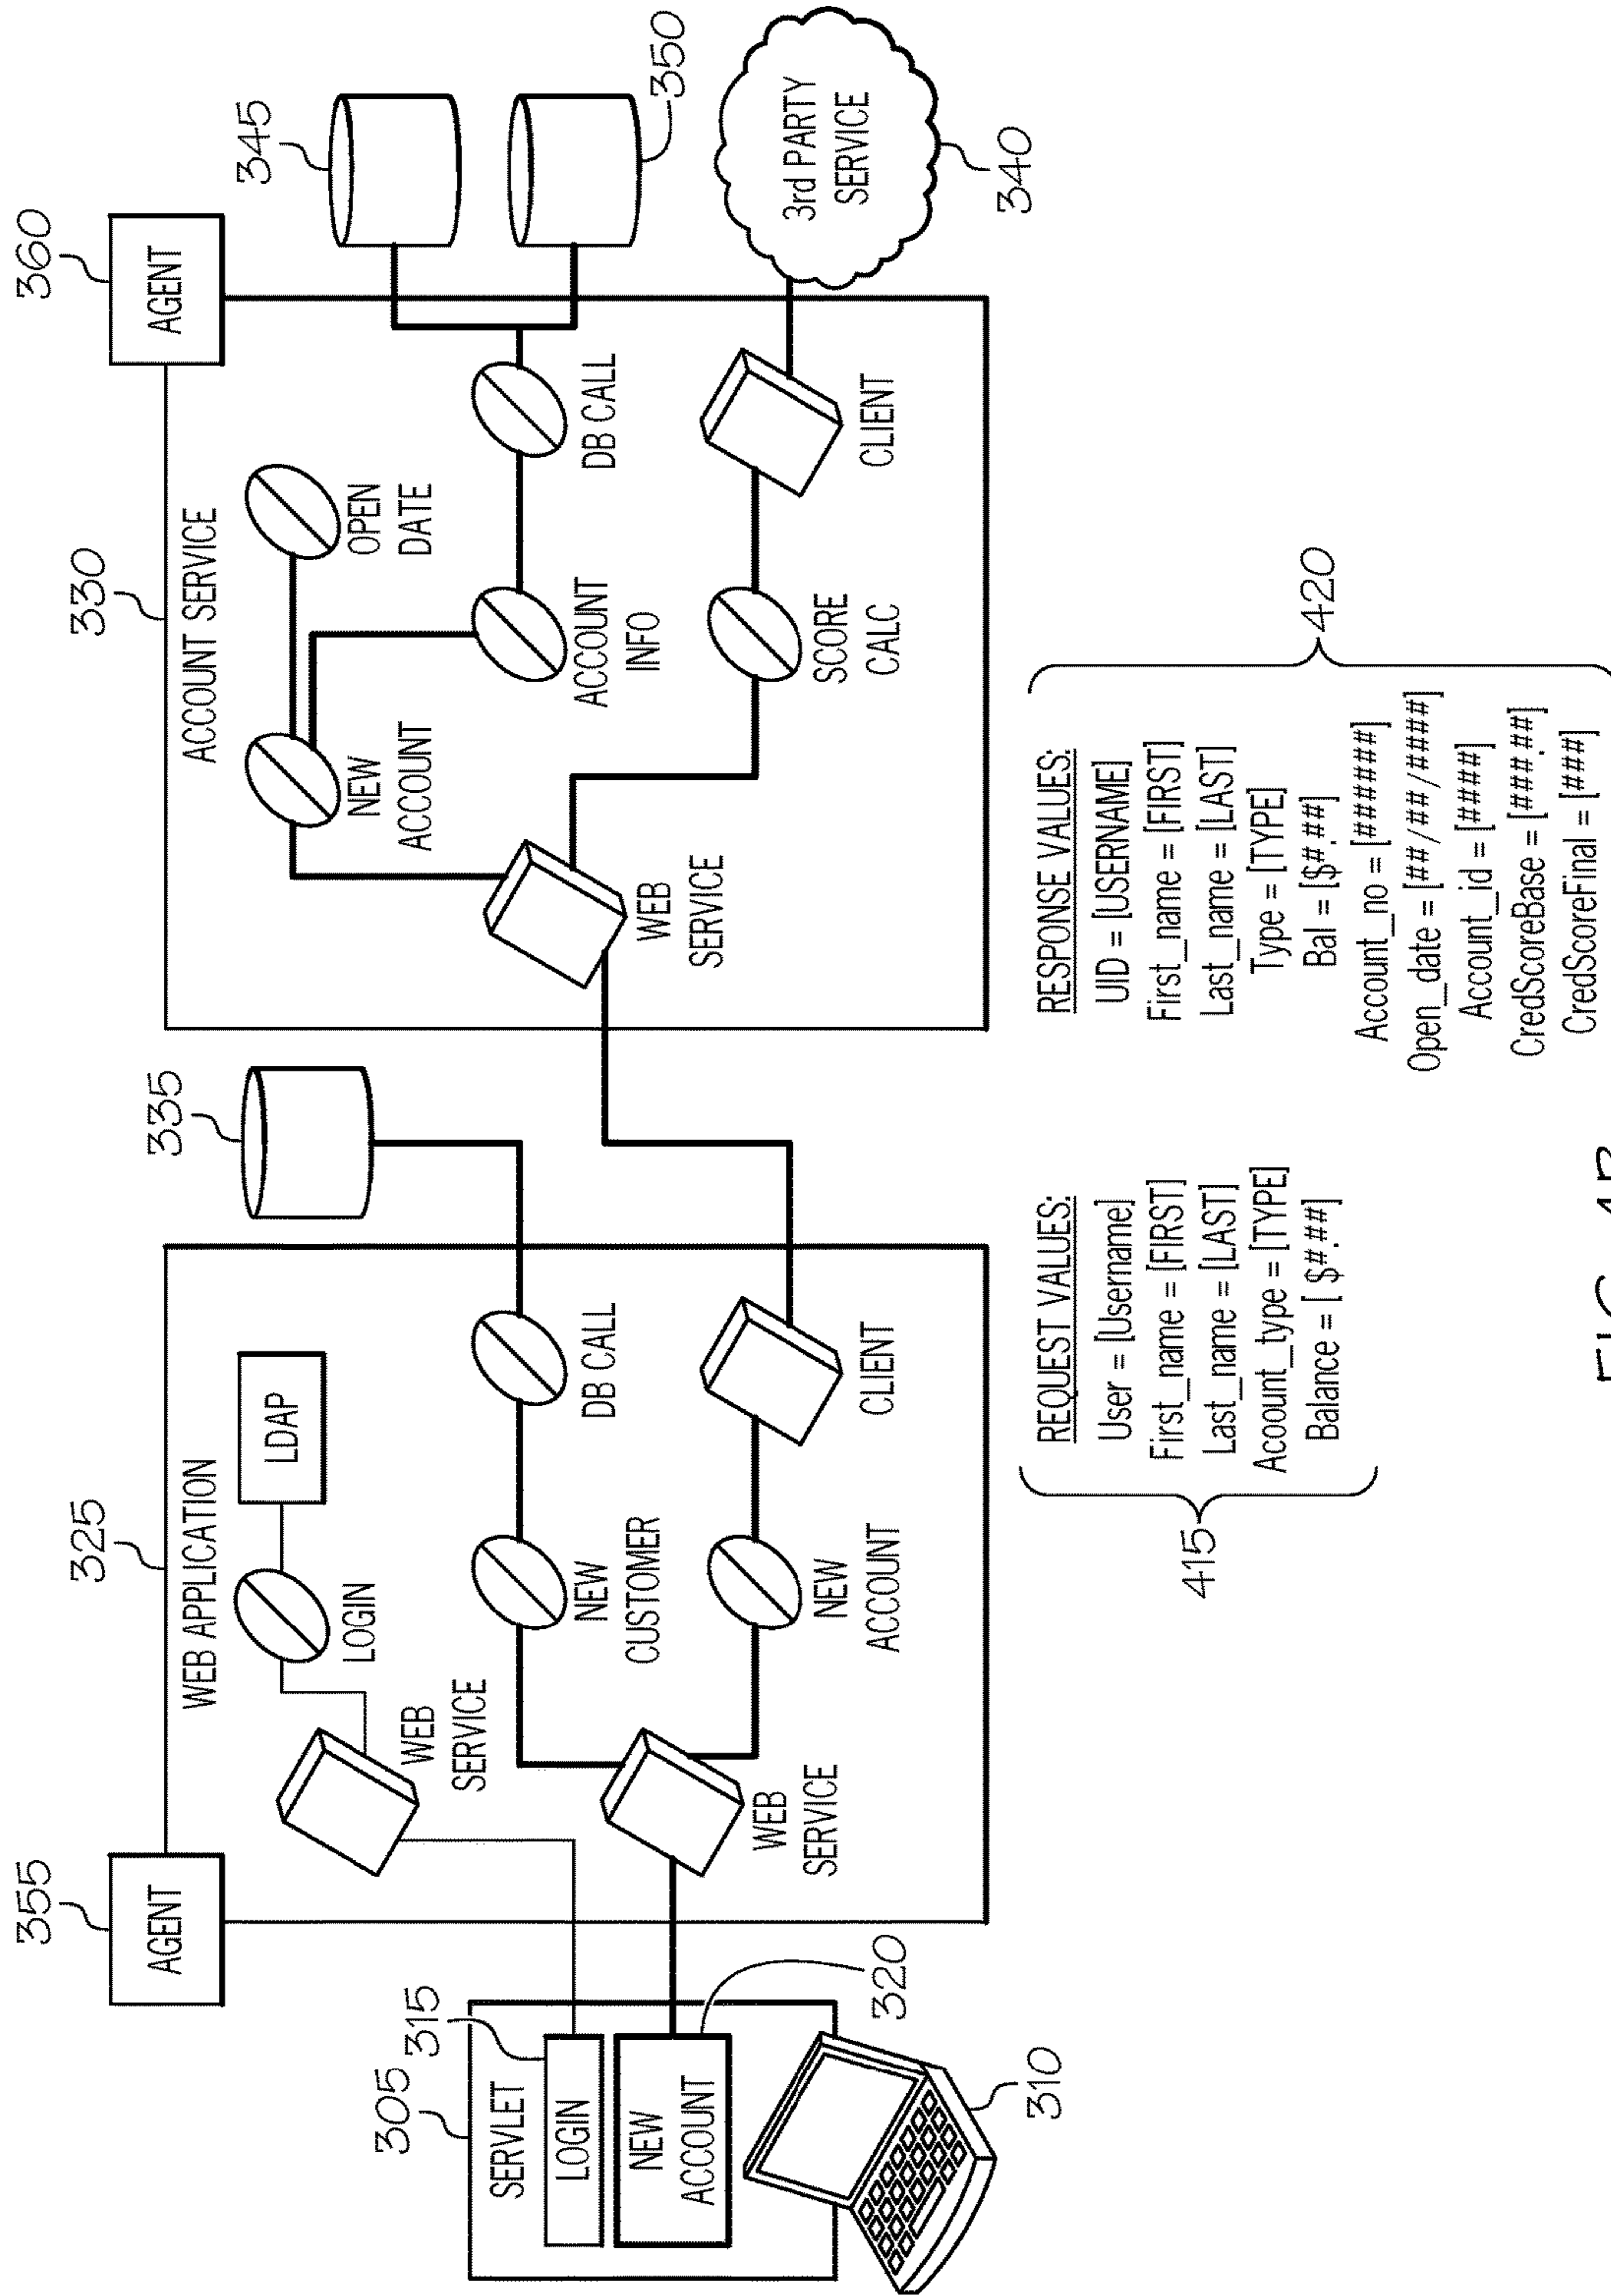 355
325
335
330
360
345
350
AGENT
WEB APPLICATION
LDAP
LOGIN
WEB
SERVICE
ACCOUNT SERVICE
AGENT
NEW
ACCOUNT
OPEN
DATE
305
315
SERVLET
LOGIN
NEW
ACCOUNT
320
310
NEW
CUSTOMER
DB CALL
WEB
SERVICE
NEW
ACCOUNT
CLIENT
ACCOUNT
INFO
DB CALL
WEB
SERVICE
SCORE
CALC
CLIENT
3rd PARTY
SERVICE
340
415
REQUEST VALUES:
User = [Username]
First_name = [FIRST]
Last_name = [LAST]
Acoount_type = [TYPE]
Balance = [ $#.##]
RESPONSE VALUES:
UID = [USERNAME]
First_name = [FIRST]
Last_name = [LAST]
Type = [TYPE]
Bal = [$#.##]
Account_no = [######]
Open_date = [##/##/####]
Account_id = [####]
CredScoreBase = [###.##]
CredScoreFinal = [###]
420